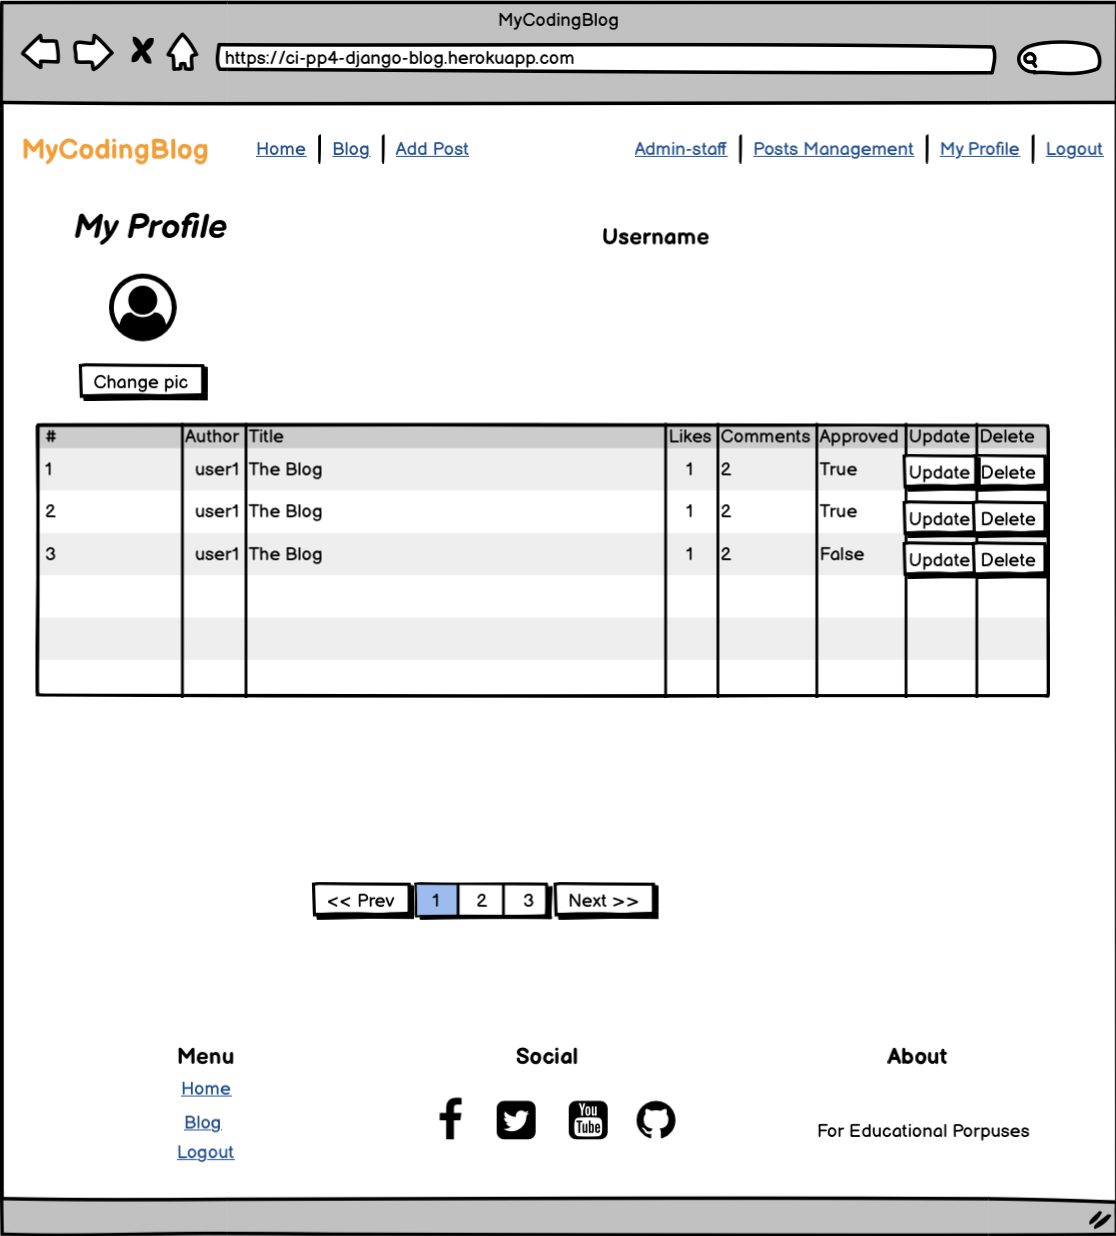 MyCodingBlog
https://ci-pp4-django-blog.herokuapp.com
MyCodingBlog Home Blog Add Post Admin-staff Posts Management My Profile Logout
My Profile
Username
Change pic
# Author Title Likes Comments Approved Update Delete
1 user1 The Blog 1 2 True Update Delete
2 user1 The Blog 1 2 True Update Delete
3 user1 The Blog 1 2 False Update Delete
<< Prev 1 2 3 Next >>
Menu Social About
Home
Blog
Logout
You
Tube
For Educational Porpuses